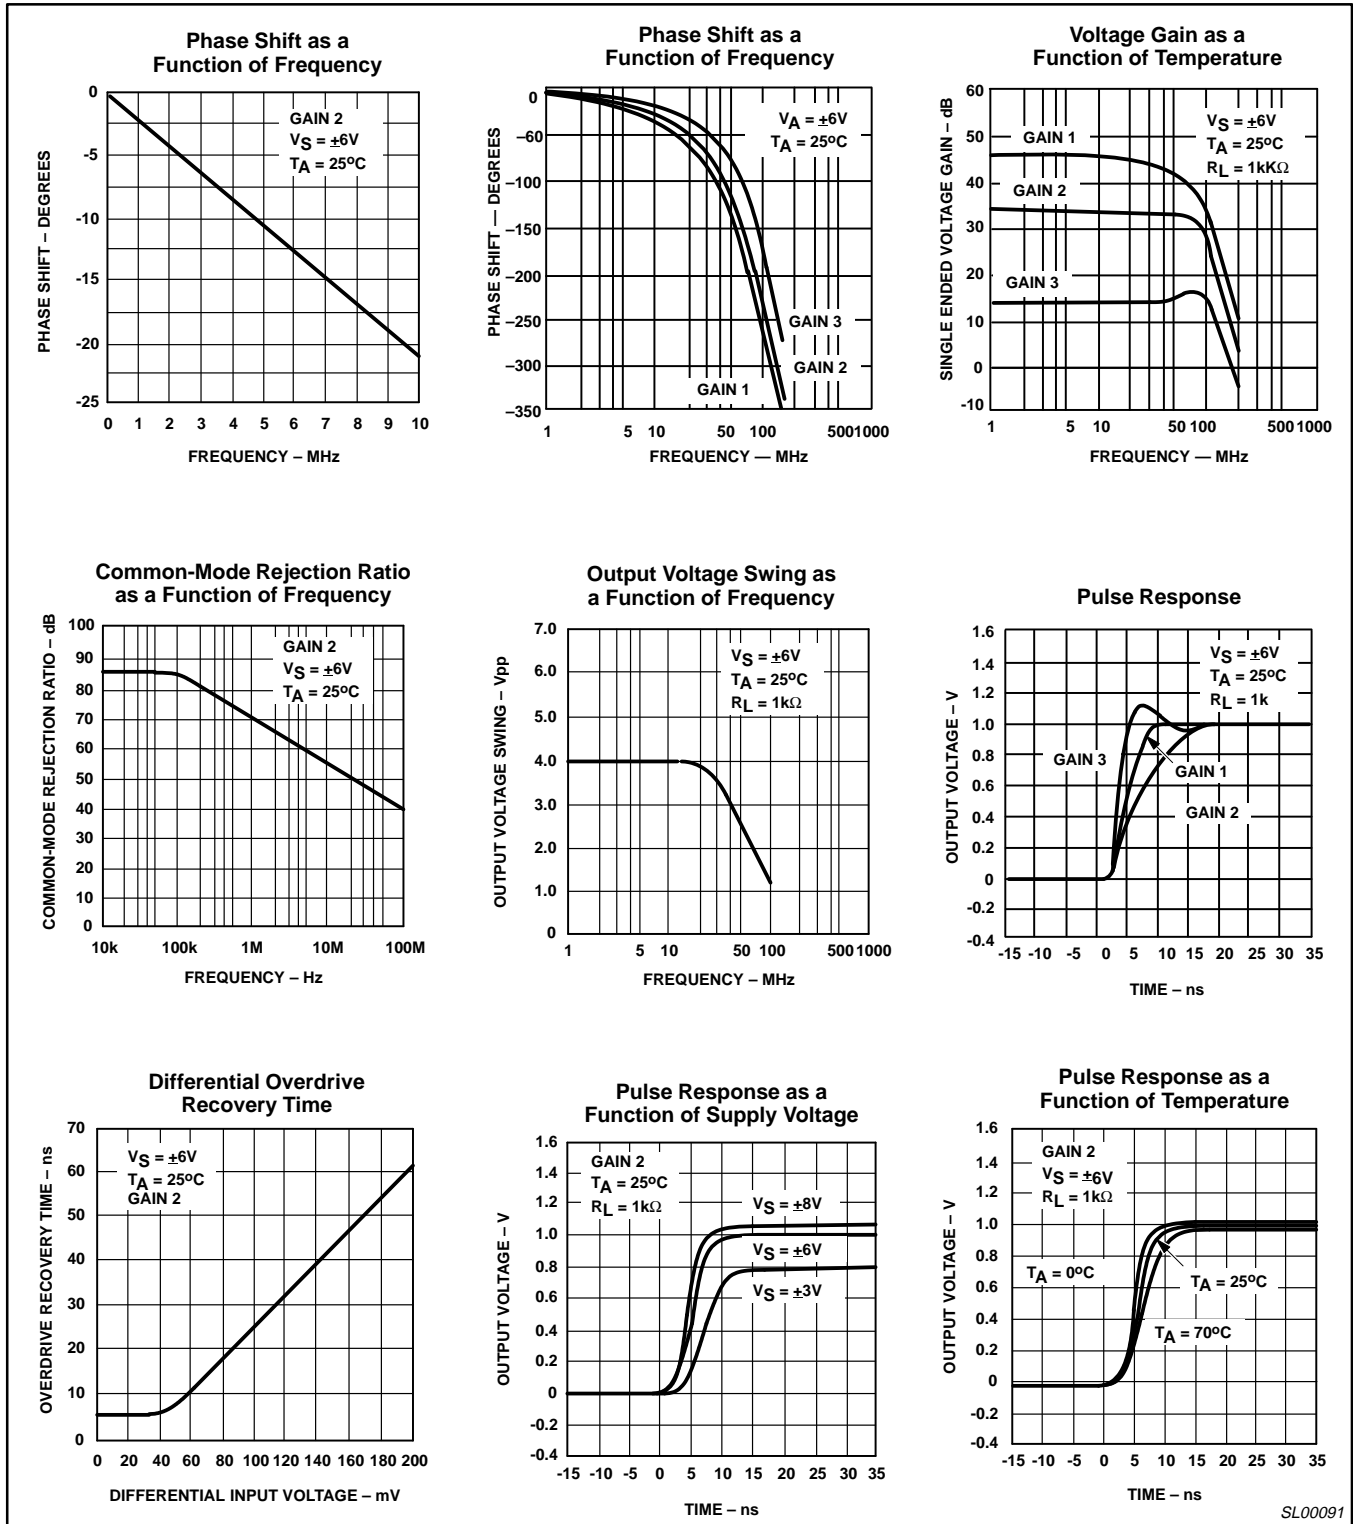 Phase Shift as a
Function of Frequency
PHASE SHIFT – DEGREES
0
-5
-10
-15
-20
-25
GAIN 2
VS = ±6V
TA = 25oC
0 1 2 3 4 5 6 7 8 9 10
FREQUENCY – MHz
Phase Shift as a
Function of Frequency
PHASE SHIFT — DEGREES
0
–60
–100
–150
–200
–250
–300
–350
VA = ±6V
TA = 25oC
GAIN 3
GAIN 2
GAIN 1
1 5 10 50 100 5001000
FREQUENCY — MHz
Voltage Gain as a
Function of Temperature
SINGLE ENDED VOLTAGE GAIN – dB
60
50
40
30
20
10
0
-10
VS = ±6V
TA = 25oC
RL = 1kKΩ
GAIN 1
GAIN 2
GAIN 3
1 5 10 50 100 5001000
FREQUENCY — MHz
Common-Mode Rejection Ratio
as a Function of Frequency
COMMON-MODE REJECTION RATIO – dB
100
90
80
70
60
50
40
30
20
10
0
GAIN 2
VS = ±6V
TA = 25oC
10k 100k 1M 10M 100M
FREQUENCY – Hz
Output Voltage Swing as
a Function of Frequency
OUTPUT VOLTAGE SWING – Vpp
7.0
6.0
5.0
4.0
3.0
2.0
1.0
0
VS = ±6V
TA = 25oC
RL = 1kΩ
1 5 10 50 100 5001000
FREQUENCY – MHz
Pulse Response
OUTPUT VOLTAGE – V
1.6
1.4
1.2
1.0
0.8
0.6
0.4
0.2
0
-0.2
-0.4
VS = ±6V
TA = 25oC
RL = 1k
GAIN 3
GAIN 1
GAIN 2
-15 -10 -5 0 5 10 15 20 25 30 35
TIME – ns
Differential Overdrive
Recovery Time
OVERDRIVE RECOVERY TIME – ns
70
60
50
40
30
20
10
0
VS = ±6V
TA = 25oC
GAIN 2
0 20 40 60 80 100 120 140 160 180 200
DIFFERENTIAL INPUT VOLTAGE – mV
Pulse Response as a
Function of Supply Voltage
OUTPUT VOLTAGE – V
1.6
1.4
1.2
1.0
0.8
0.6
0.4
0.2
0
-0.2
-0.4
GAIN 2
TA = 25oC
RL = 1kΩ
VS = ±8V
VS = ±6V
VS = ±3V
-15 -10 -5 0 5 10 15 20 25 30 35
TIME – ns
Pulse Response as a
Function of Temperature
OUTPUT VOLTAGE – V
1.6
1.4
1.2
1.0
0.8
0.6
0.4
0.2
0
-0.2
-0.4
GAIN 2
VS = ±6V
RL = 1kΩ
TA = 0oC
TA = 25oC
TA = 70oC
-15 -10 -5 0 5 10 15 20 25 30 35
TIME – ns
SL00091